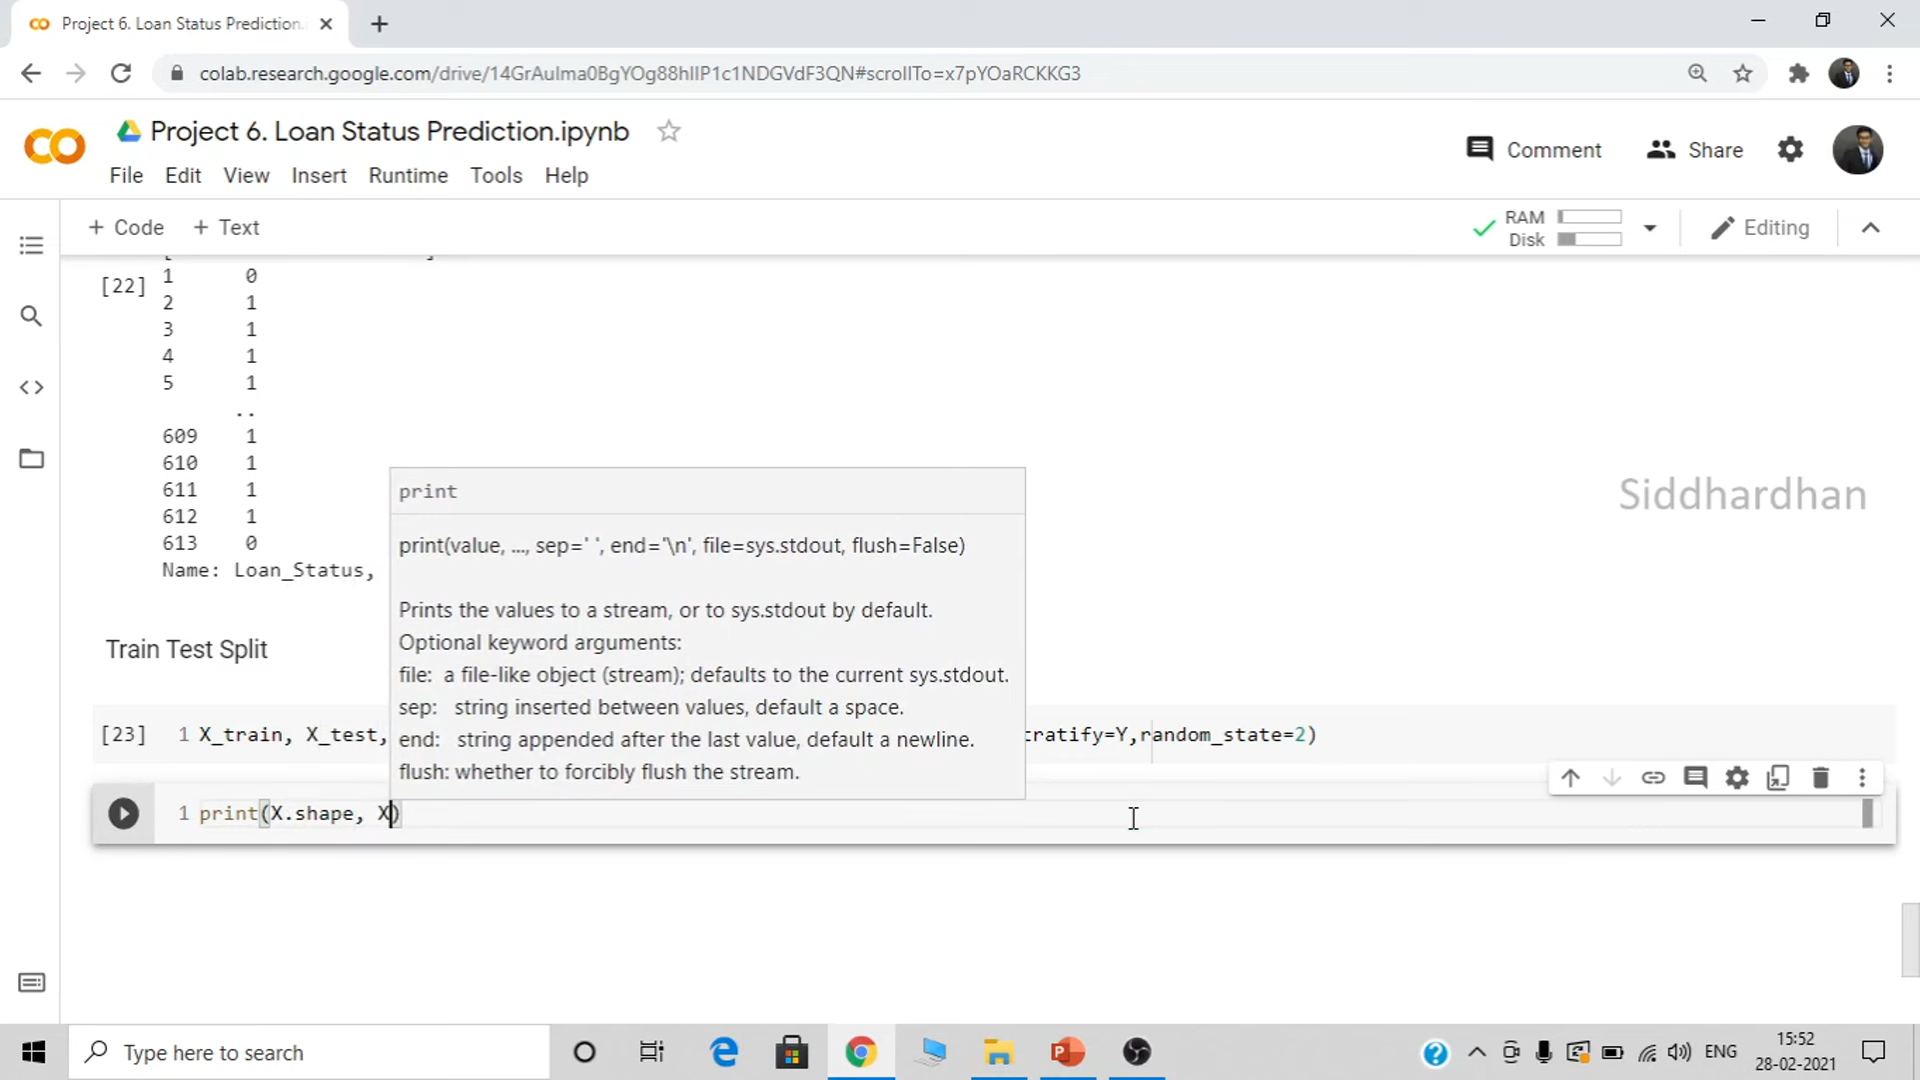 Project 6. Loan Status Prediction.
colab.research.google.com/drive/14GrAulma0BgYOg88hIIP1c1NDGVdF3QN#scrollTo=x7pYOaRCKKG3
Project 6. Loan Status Prediction.ipynb
Comment
Share
File Edit View Insert Runtime Tools Help
+ Code + Text
RAM
Disk
Editing
[22]
1 0
2 1
3 1
4 1
5 1
..
609 1
610 1
611 1
612 1
613 0
Name: Loan_Status,
Siddhardhan
print
print(value, ..., sep=' ', end='\n', file=sys.stdout, flush=False)
Prints the values to a stream, or to sys.stdout by default.
Optional keyword arguments:
file: a file-like object (stream); defaults to the current sys.stdout.
sep: string inserted between values, default a space.
end: string appended after the last value, default a newline.
flush: whether to forcibly flush the stream.
Train Test Split
[23] 1 X_train, X_test, tratify=Y,random_state=2)
1 print(X.shape, X)
Type here to search
ENG
15:52
28-02-2021